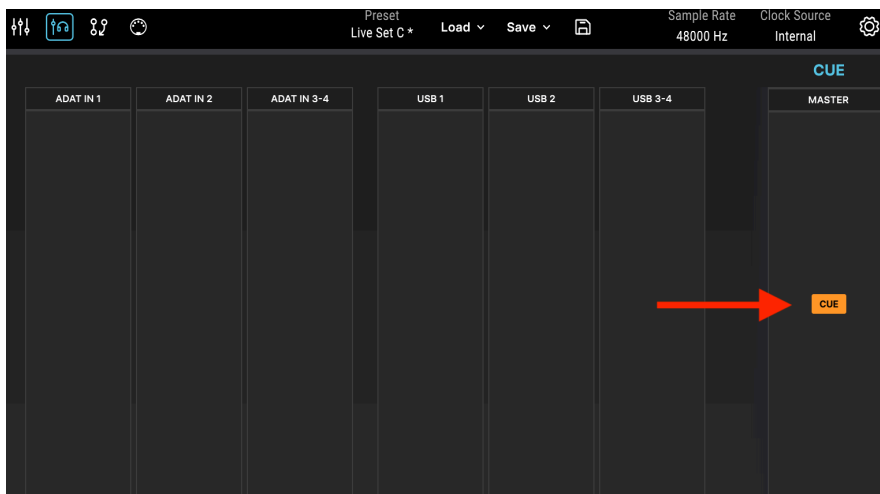 Preset
Live Set C *
Load
Save
Sample Rate
48000 Hz
Clock Source
Internal
CUE
ADAT IN 1
ADAT IN 2
ADAT IN 3-4
USB 1
USB 2
USB 3-4
MASTER
CUE